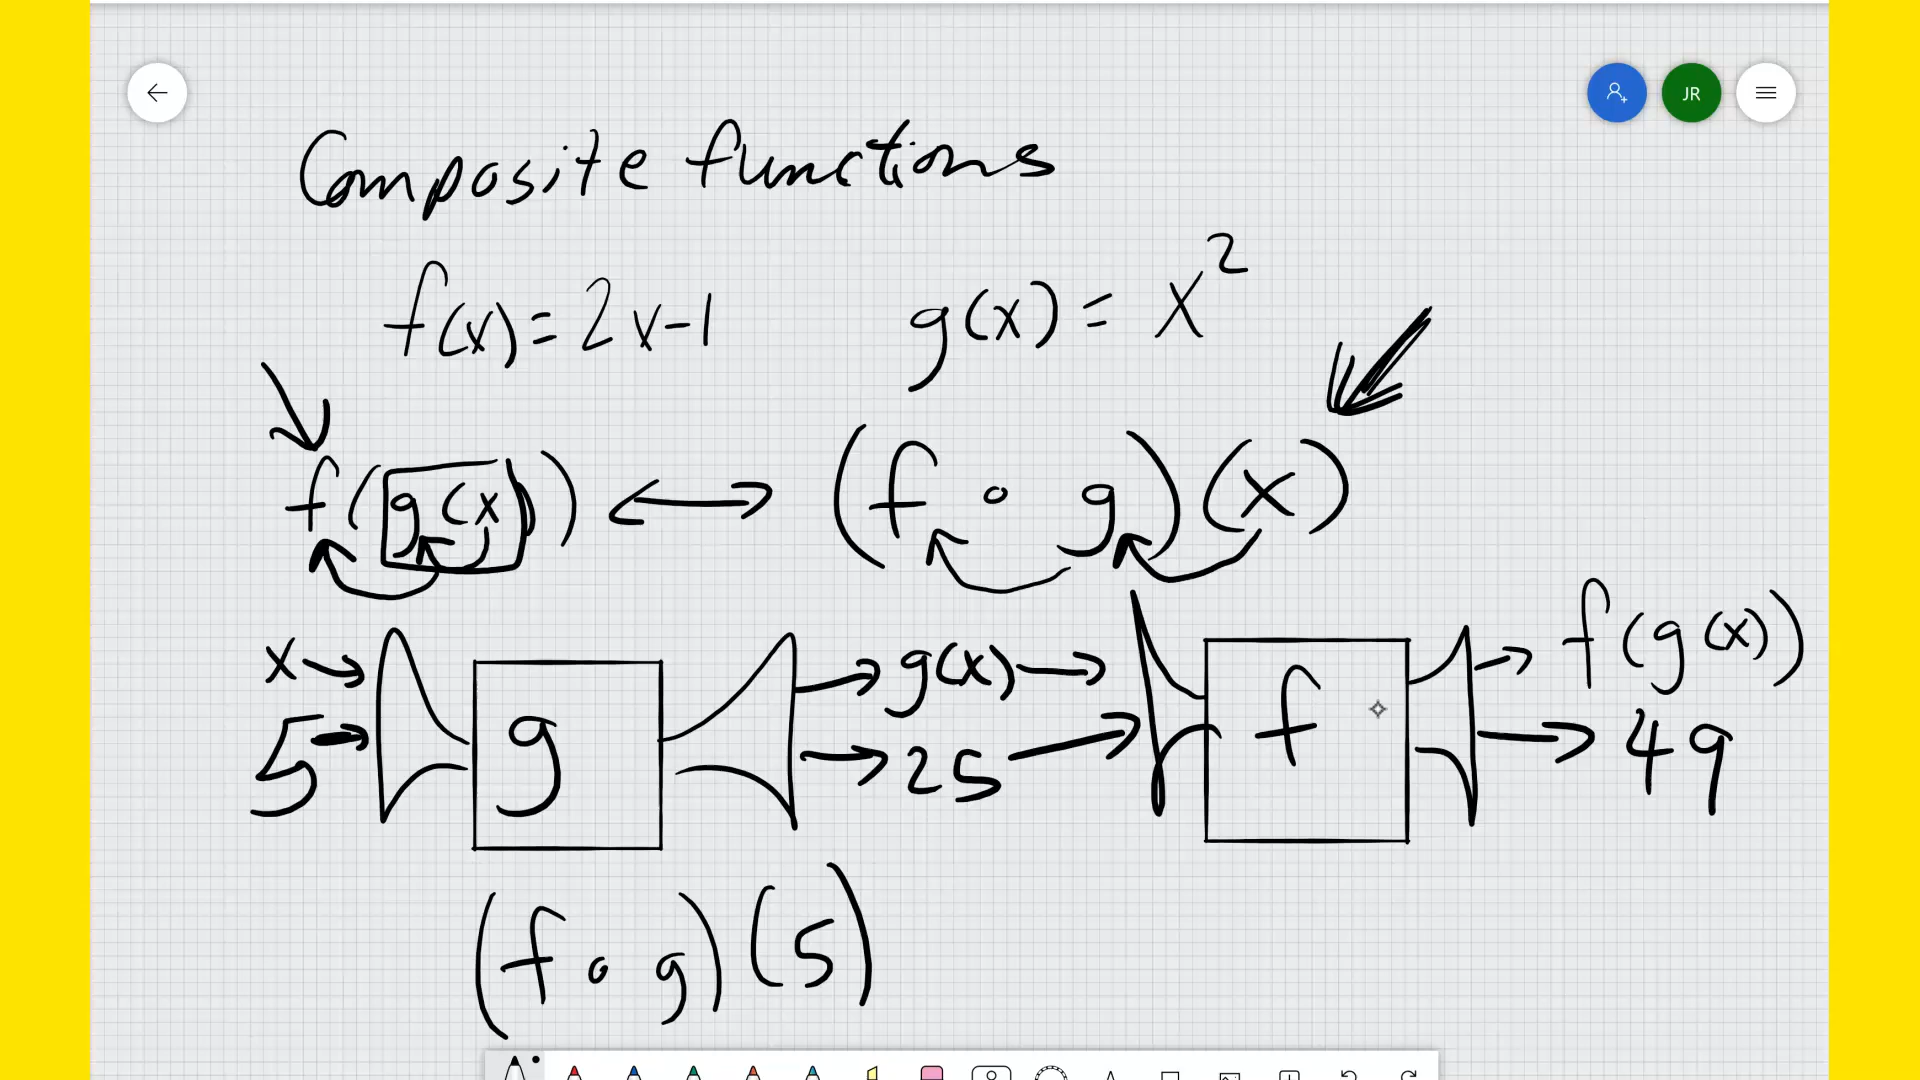 JR
Composite functions
f(x) = 2x-1 g(x) = x²
f(g(x)) ↔ (f ∘ g)(x)
x → g → g(x) → f → f(g(x))
5 → 25 → 49
(f ∘ g)(5)